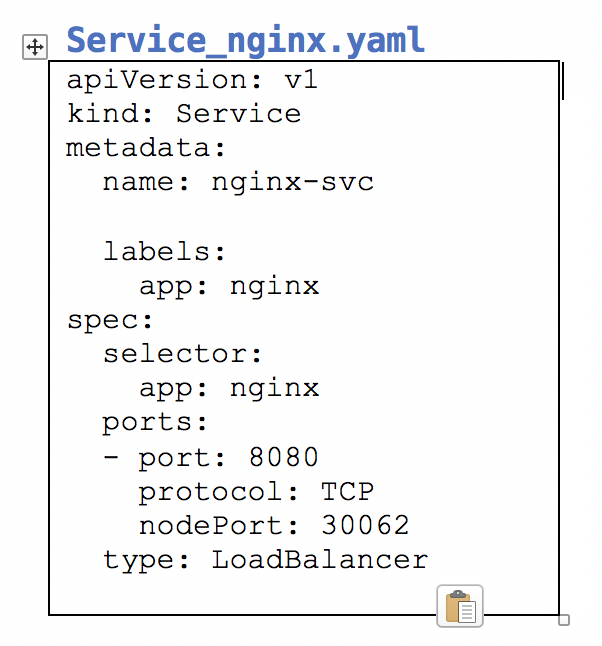 Service_nginx.yaml
apiVersion: v1
kind: Service
metadata:
  name: nginx-svc

  labels:
    app: nginx
spec:
  selector:
    app: nginx
  ports:
  - port: 8080
    protocol: TCP
    nodePort: 30062
  type: LoadBalancer